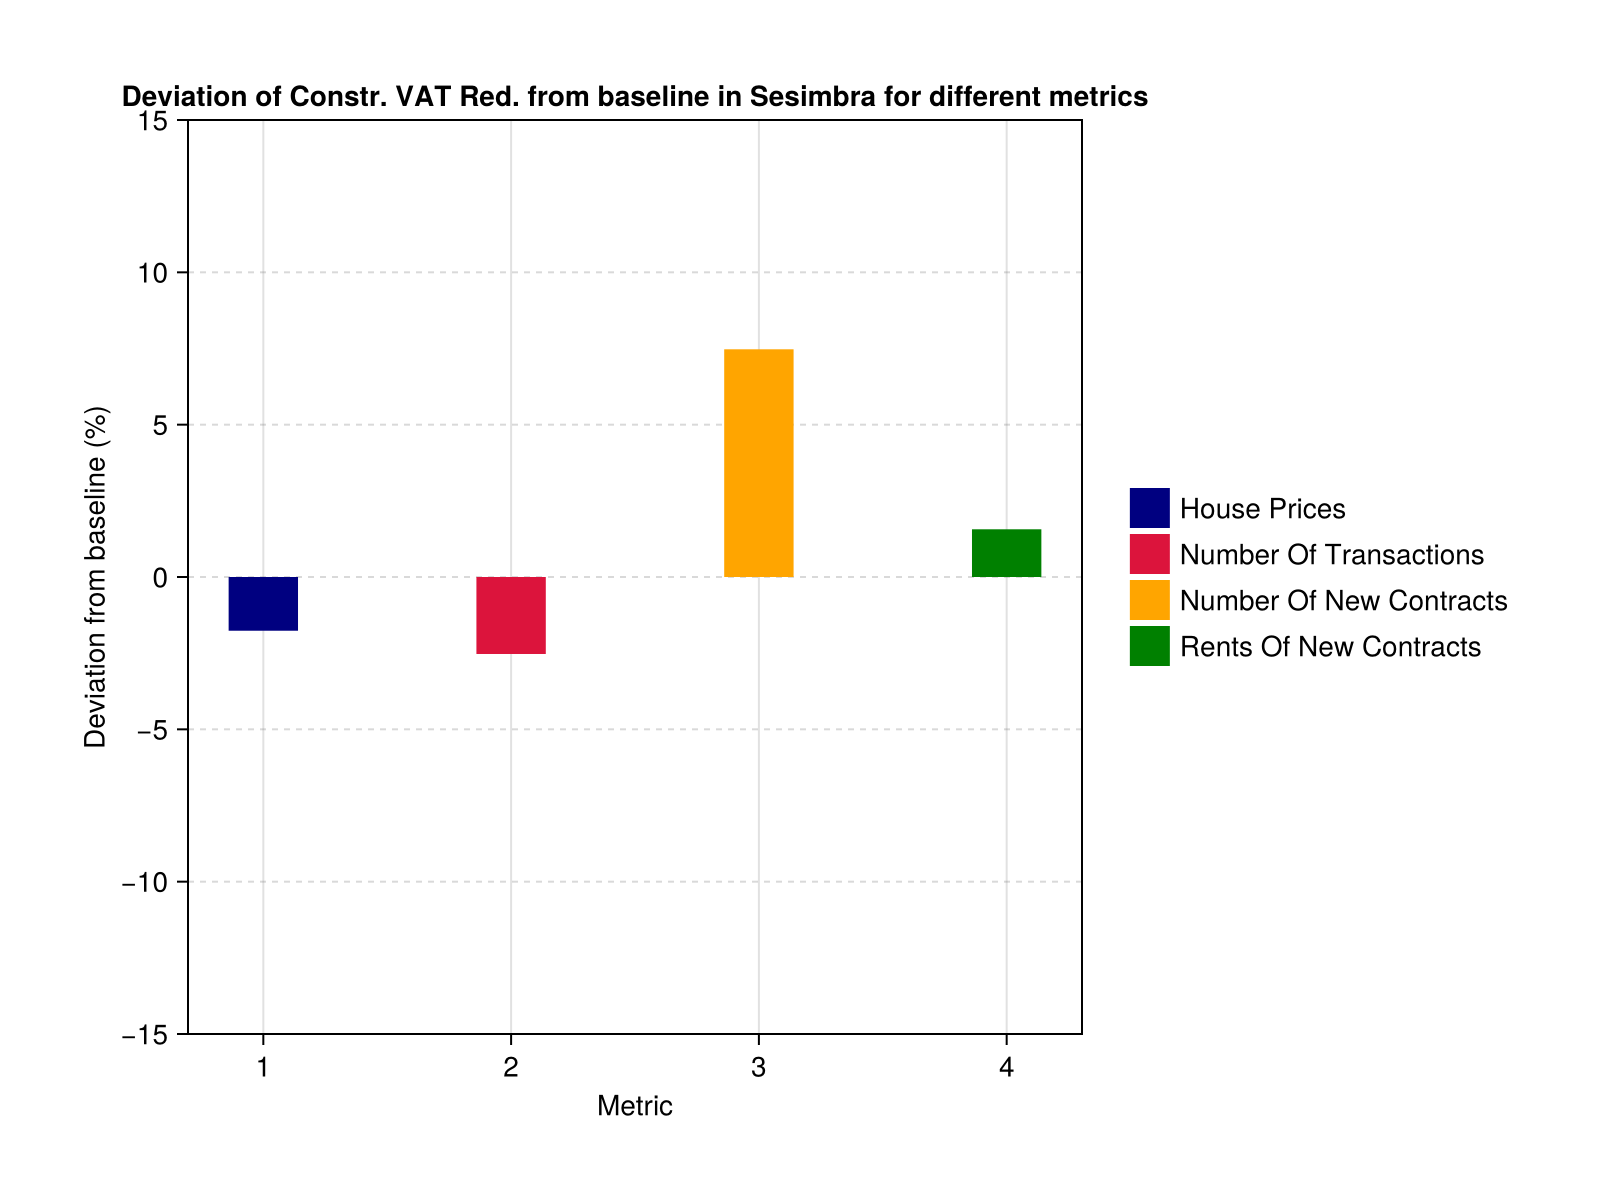 Deviation of Constr. VAT Red. from baseline in Sesimbra for different metrics
15
10
5
0
−5
−10
−15
Deviation from baseline (%)
1 2 3 4
Metric
House Prices
Number Of Transactions
Number Of New Contracts
Rents Of New Contracts